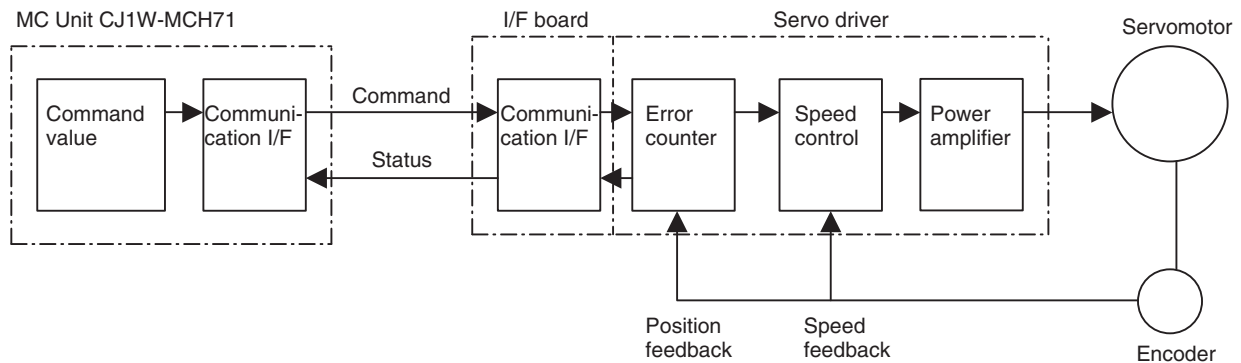 MC Unit CJ1W-MCH71
I/F board
Servo driver
Servomotor
Command
value
Communi-
cation I/F
Command
Status
Communi-
cation I/F
Error
counter
Speed
control
Power
amplifier
Position
feedback
Speed
feedback
Encoder